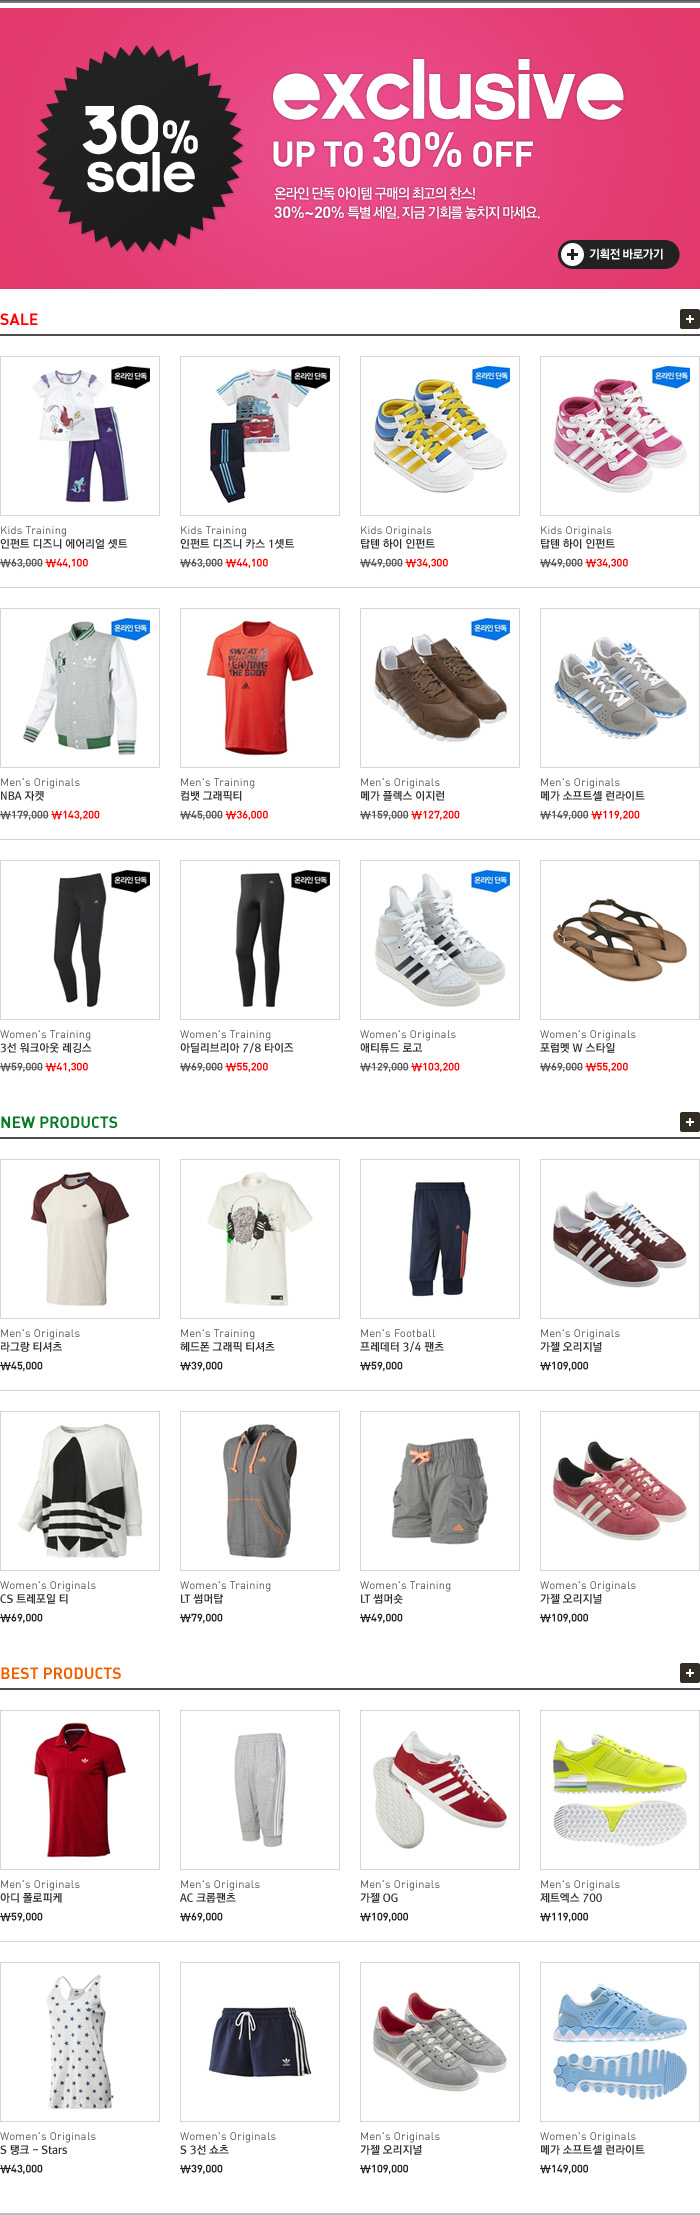 30%
sale
exclusive
UP TO 30% OFF
온라인 단독 아이템 구매의 최고의 찬스!
30%~20% 특별 세일. 지금 기회를 놓치지 마세요.
기획전 바로가기
SALE
온라인 단독
온라인 단독
온라인 단독
온라인 단독
Kids Training
인펀트 디즈니 에어리얼 셋트
₩63,000 ₩44,100
Kids Training
인펀트 디즈니 카스 1셋트
₩63,000 ₩44,100
Kids Originals
탑텐 하이 인펀트
₩49,000 ₩34,300
Kids Originals
탑텐 하이 인펀트
₩49,000 ₩34,300
온라인 단독
SWEAT
LEAVING
THE BODY
온라인 단독
Men's Originals
NBA 자켓
₩179,000 ₩143,200
Men's Training
컴뱃 그래픽티
₩45,000 ₩36,000
Men's Originals
메가 플렉스 이지런
₩159,000 ₩127,200
Men's Originals
메가 소프트셀 런라이트
₩149,000 ₩119,200
온라인 단독
온라인 단독
온라인 단독
Women's Training
3선 워크아웃 레깅스
₩59,000 ₩41,300
Women's Training
아딜리브리아 7/8 타이즈
₩69,000 ₩55,200
Women's Originals
애티튜드 로고
₩129,000 ₩103,200
Women's Originals
포럼멧 W 스타일
₩69,000 ₩55,200
NEW PRODUCTS
Men's Originals
라그랑 티셔츠
₩45,000
Men's Training
헤드폰 그래픽 티셔츠
₩39,000
Men's Football
프레데터 3/4 팬츠
₩59,000
Men's Originals
가젤 오리지널
₩109,000
Women's Originals
CS 트레포일 티
₩69,000
Women's Training
LT 썸머탑
₩79,000
Women's Training
LT 썸머숏
₩49,000
Women's Originals
가젤 오리지널
₩109,000
BEST PRODUCTS
Men's Originals
아디 폴로피케
₩59,000
Men's Originals
AC 크롭팬츠
₩69,000
Men's Originals
가젤 OG
₩109,000
Men's Originals
제트엑스 700
₩119,000
Women's Originals
S 탱크 - Stars
₩43,000
Women's Originals
S 3선 쇼츠
₩39,000
Men's Originals
가젤 오리지널
₩109,000
Women's Originals
메가 소프트셀 런라이트
₩149,000